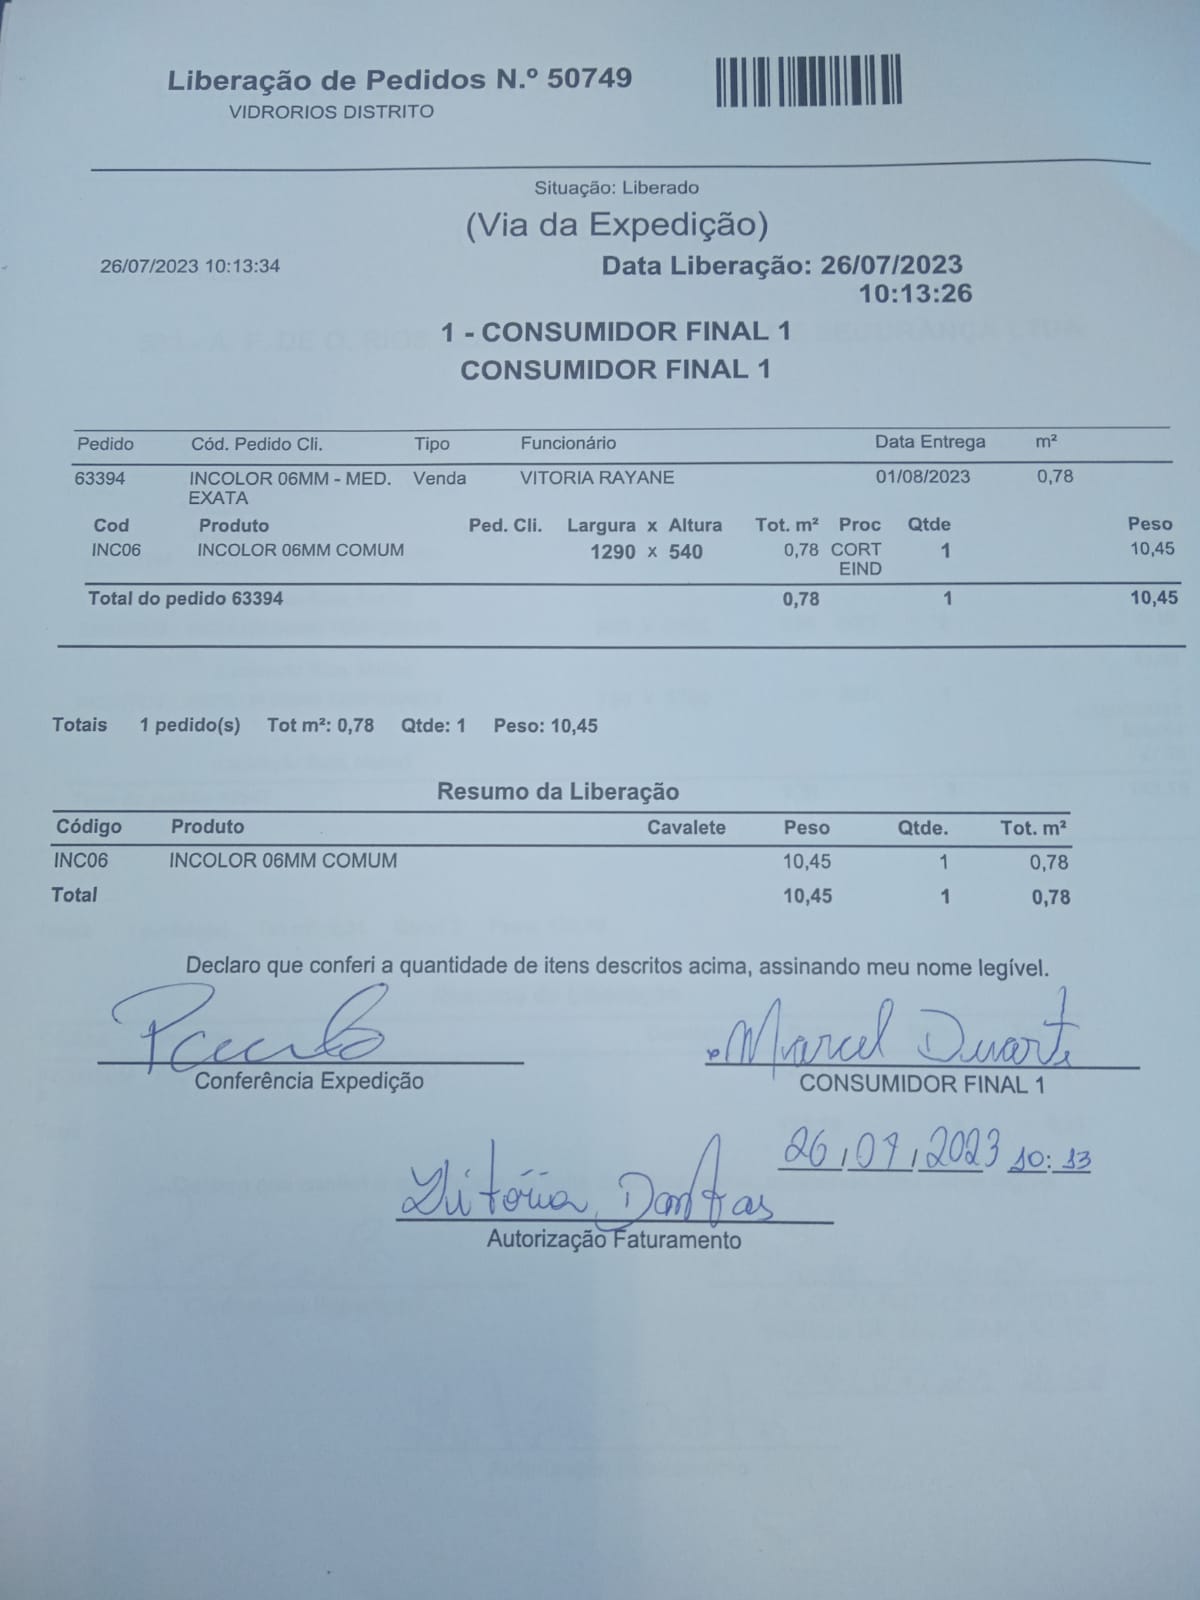 Liberação de Pedidos N.º 50749
VIDRORIOS DISTRITO
Situação: Liberado
(Via da Expedição)
26/07/2023 10:13:34 Data Liberação: 26/07/2023
10:13:26
1 - CONSUMIDOR FINAL 1
CONSUMIDOR FINAL 1
Pedido Cód. Pedido Cli. Tipo Funcionário Data Entrega m²
63394 INCOLOR 06MM - MED. Venda VITORIA RAYANE 01/08/2023 0,78
EXATA
Cod Produto Ped. Cli. Largura x Altura Tot. m² Proc Qtde Peso
INC06 INCOLOR 06MM COMUM 1290 x 540 0,78 CORT 1 10,45
EIND
Total do pedido 63394 0,78 1 10,45
Totais 1 pedido(s) Tot m²: 0,78 Qtde: 1 Peso: 10,45
Resumo da Liberação
Código Produto Cavalete Peso Qtde. Tot. m²
INC06 INCOLOR 06MM COMUM 10,45 1 0,78
Total 10,45 1 0,78
Declaro que conferi a quantidade de itens descritos acima, assinando meu nome legível.
Paulo Marcel Duarte
Conferência Expedição CONSUMIDOR FINAL 1
26/07/2023 10:13
Vitória Dantas
Autorização Faturamento